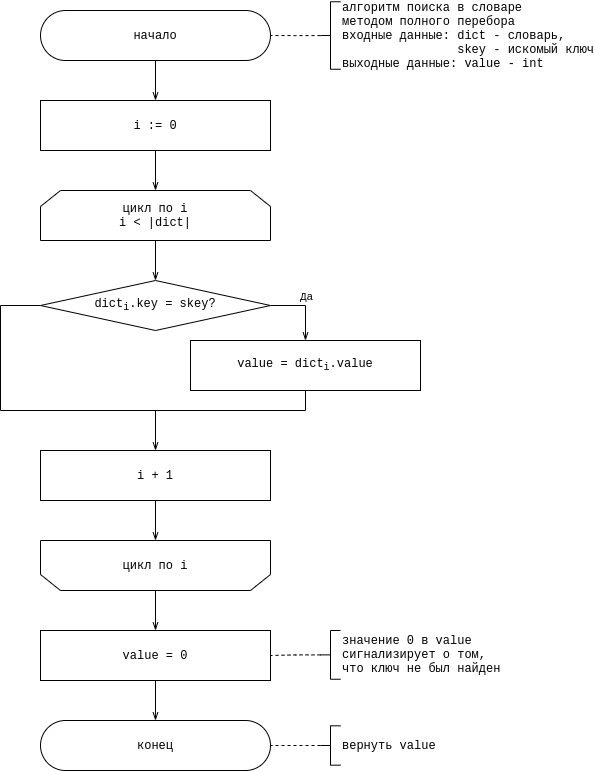 начало
алгоритм поиска в словаре
методом полного перебора
входные данные: dict - словарь,
skey - искомый ключ
выходные данные: value - int
i := 0
цикл по i
i < |dict|
dictᵢ.key = skey?
Да
value = dictᵢ.value
i + 1
цикл по i
value = 0
значение 0 в value
сигнализирует о том,
что ключ не был найден
конец
вернуть value